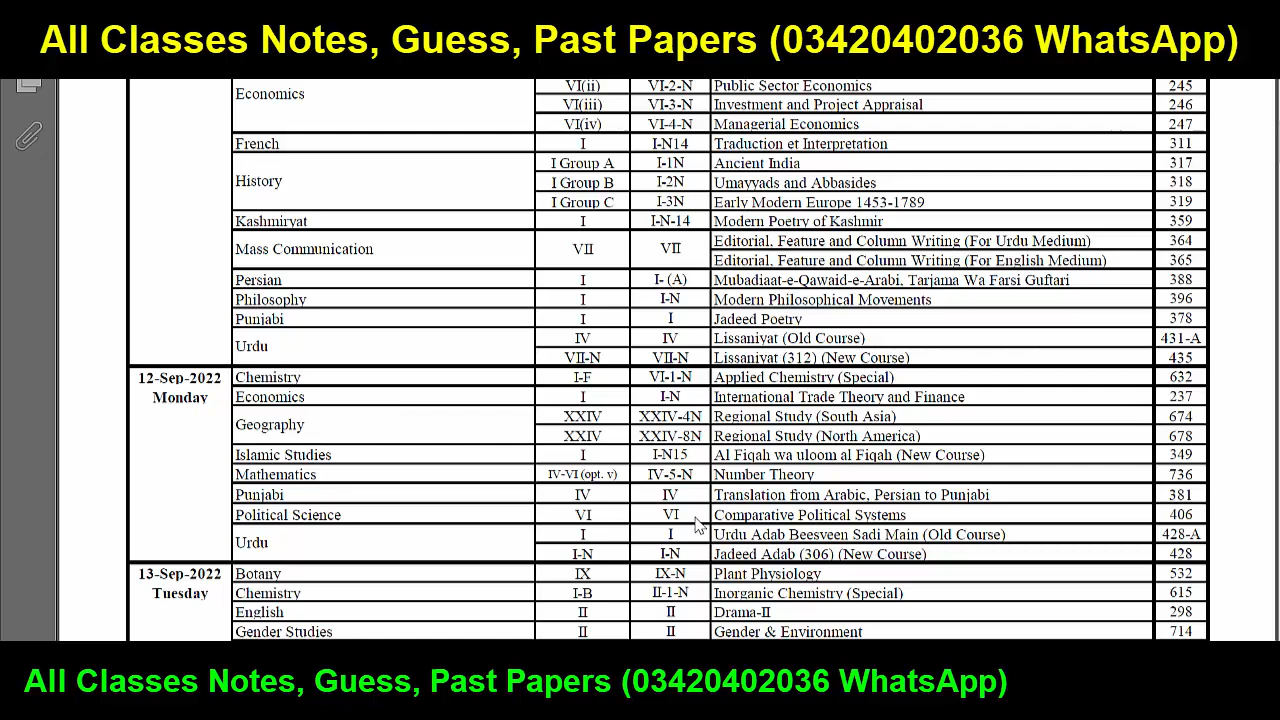 All Classes Notes, Guess, Past Papers (03420402036 WhatsApp)
Economics
VI(ii) VI-2-N Public Sector Economics 245
VI(iii) VI-3-N Investment and Project Appraisal 246
VI(iv) VI-4-N Managerial Economics 247
French I I-N14 Traduction et Interpretation 311
History
I Group A I-1N Ancient India 317
I Group B I-2N Umayyads and Abbasides 318
I Group C I-3N Early Modern Europe 1453-1789 319
Kashmiryat I I-N-14 Modern Poetry of Kashmir 359
Mass Communication VII VII
Editorial, Feature and Column Writing (For Urdu Medium) 364
Editorial, Feature and Column Writing (For English Medium) 365
Persian I I- (A) Mubadiaat-e-Qawaid-e-Arabi, Tarjama Wa Farsi Guftari 388
Philosophy I I-N Modern Philosophical Movements 396
Punjabi I I Jadeed Poetry 378
Urdu
IV IV Lissaniyat (Old Course) 431-A
VII-N VII-N Lissaniyat (312) (New Course) 435
12-Sep-2022
Monday
Chemistry I-F VI-1-N Applied Chemistry (Special) 632
Economics I I-N International Trade Theory and Finance 237
Geography
XXIV XXIV-4N Regional Study (South Asia) 674
XXIV XXIV-8N Regional Study (North America) 678
Islamic Studies I I-N15 Al Fiqah wa uloom al Fiqah (New Course) 349
Mathematics IV-VI (opt. v) IV-5-N Number Theory 736
Punjabi IV IV Translation from Arabic, Persian to Punjabi 381
Political Science VI VI Comparative Political Systems 406
Urdu
I I Urdu Adab Beesveen Sadi Main (Old Course) 428-A
I-N I-N Jadeed Adab (306) (New Course) 428
13-Sep-2022
Tuesday
Botany IX IX-N Plant Physiology 532
Chemistry I-B II-1-N Inorganic Chemistry (Special) 615
English II II Drama-II 298
Gender Studies II II Gender & Environment 714
All Classes Notes, Guess, Past Papers (03420402036 WhatsApp)